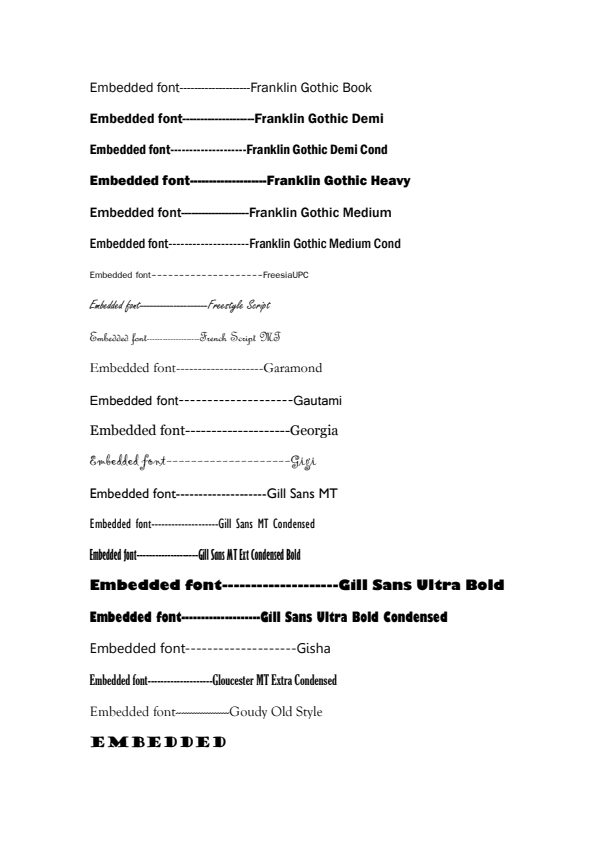 Embedded font--------------------Franklin Gothic Book
Embedded font--------------------Franklin Gothic Demi
Embedded font--------------------Franklin Gothic Demi Cond
Embedded font--------------------Franklin Gothic Heavy
Embedded font--------------------Franklin Gothic Medium
Embedded font--------------------Franklin Gothic Medium Cond
Embedded font--------------------FreesiaUPC
Embedded font--------------------Freestyle Script
Embedded font--------------------French Script MT
Embedded font--------------------Garamond
Embedded font--------------------Gautami
Embedded font--------------------Georgia
Embedded font--------------------Gigi
Embedded font--------------------Gill Sans MT
Embedded font--------------------Gill Sans MT Condensed
Embedded font--------------------Gill Sans MT Ext Condensed Bold
Embedded font--------------------Gill Sans Ultra Bold
Embedded font--------------------Gill Sans Ultra Bold Condensed
Embedded font--------------------Gisha
Embedded font--------------------Gloucester MT Extra Condensed
Embedded font--------------------Goudy Old Style
EMBEDDED